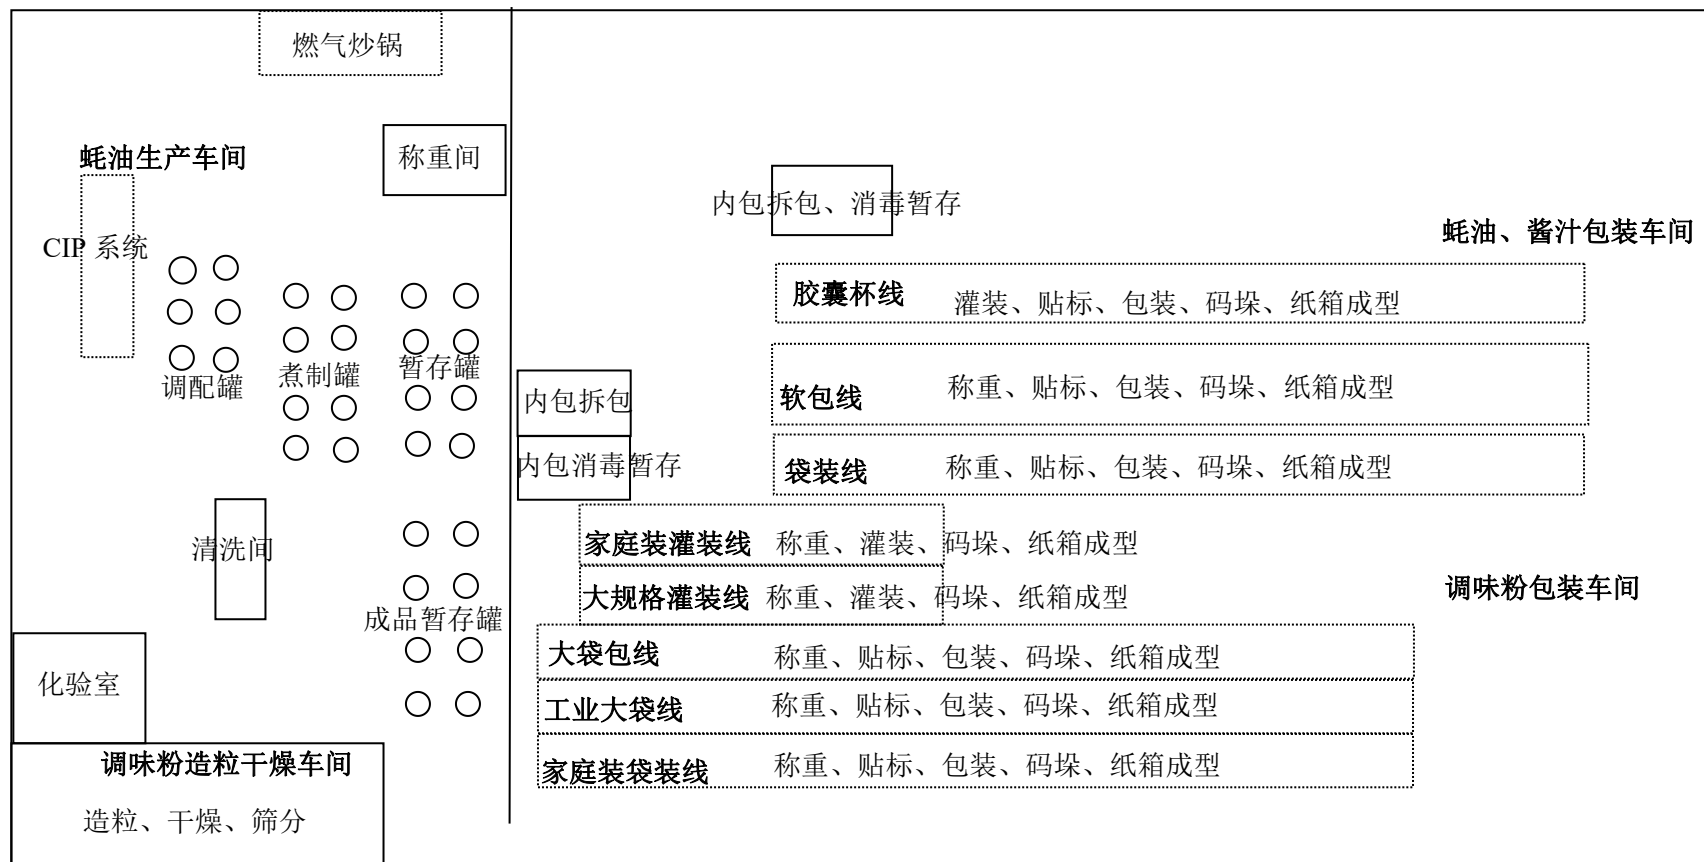 燃气炒锅
蚝油生产车间
称重间
CIP 系统
调配罐
煮制罐
暂存罐
清洗间
成品暂存罐
化验室
调味粉造粒干燥车间
造粒、干燥、筛分
内包拆包、消毒暂存
蚝油、酱汁包装车间
胶囊杯线 灌装、贴标、包装、码垛、纸箱成型
软包线 称重、贴标、包装、码垛、纸箱成型
内包拆包
内包消毒暂存
袋装线 称重、贴标、包装、码垛、纸箱成型
家庭装灌装线 称重、灌装、码垛、纸箱成型
大规格灌装线 称重、灌装、码垛、纸箱成型
调味粉包装车间
大袋包线 称重、贴标、包装、码垛、纸箱成型
工业大袋线 称重、贴标、包装、码垛、纸箱成型
家庭装袋装线 称重、贴标、包装、码垛、纸箱成型